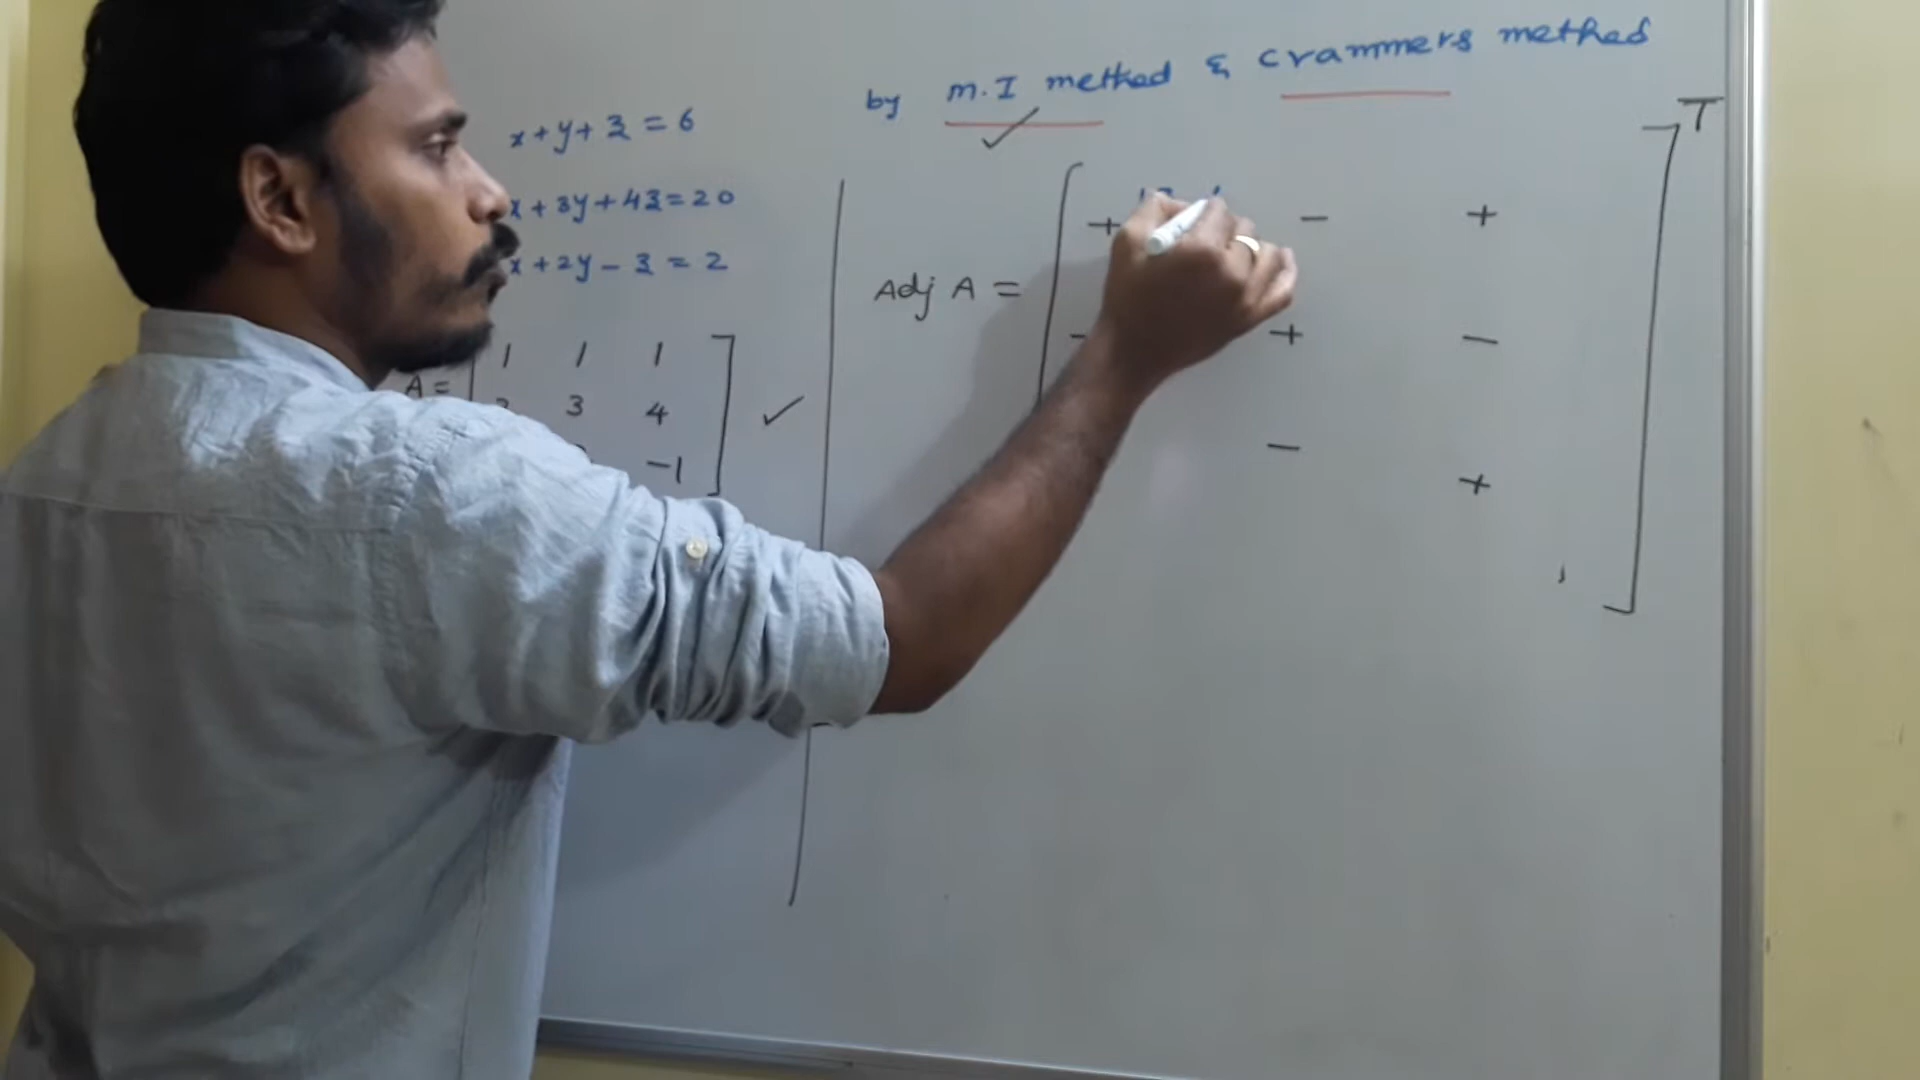 by M.I method & Crammers method
x+y+z = 6
x+3y+4z=20
x+2y-z=2
A = [ 1 1 1
3 4
-1 ] ✓
Adj A = [ + - + ]T
- + -
- +